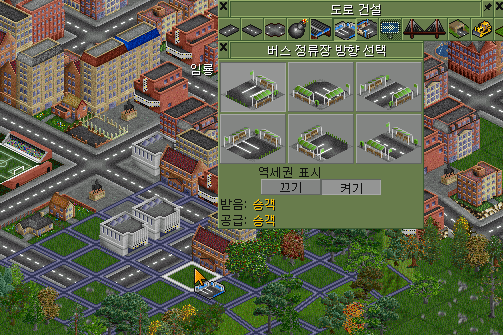 도로 건설
버스 정류장 방향 선택
임룡
역세권 표시
끄기 켜기
받음: 승객
공급: 승객